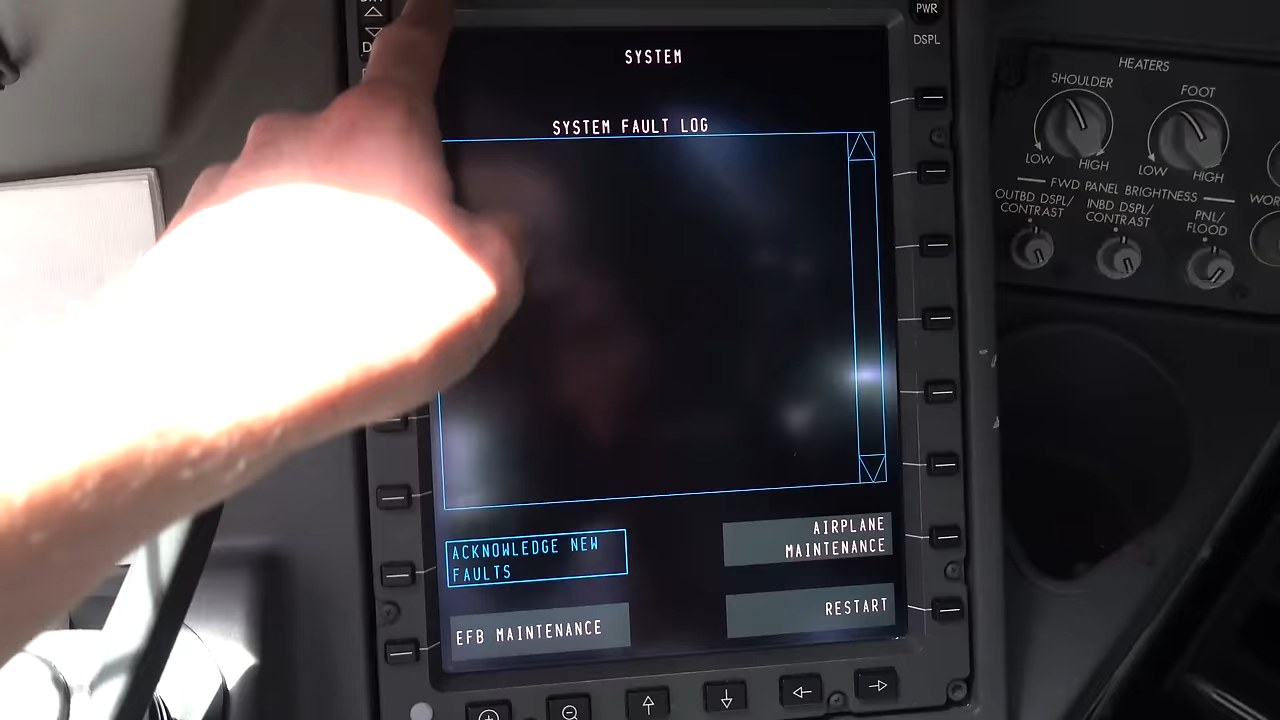 PWR
DSPL
SYSTEM
SYSTEM FAULT LOG
ACKNOWLEDGE NEW
FAULTS
AIRPLANE
MAINTENANCE
EFB MAINTENANCE
RESTART
HEATERS
SHOULDER
FOOT
LOW
HIGH
LOW
HIGH
FWD PANEL BRIGHTNESS
OUTBD DSPL/
CONTRAST
INBD DSPL/
CONTRAST
PNL/
FLOOD